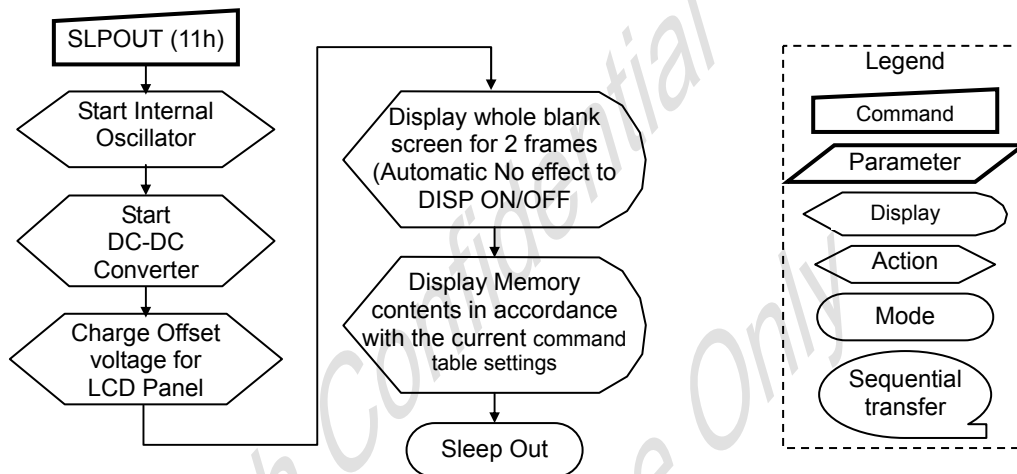 SLPOUT (11h)
Start Internal
Oscillator
Start
DC-DC
Converter
Charge Offset
voltage for
LCD Panel
Display whole blank
screen for 2 frames
(Automatic No effect to
DISP ON/OFF
Display Memory
contents in accordance
with the current command
table settings
Sleep Out
Legend
Command
Parameter
Display
Action
Mode
Sequential
transfer
Confidential
Only